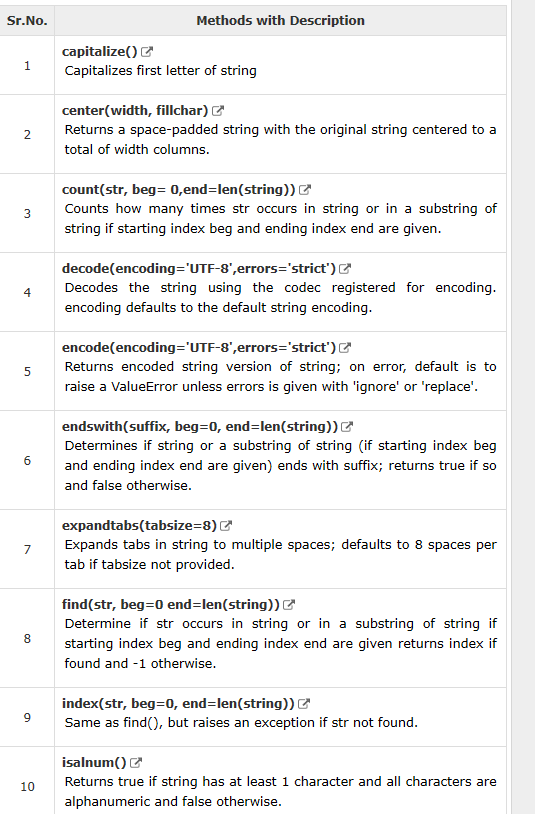 Sr.No. Methods with Description
1
capitalize()
Capitalizes first letter of string
2
center(width, fillchar)
Returns a space-padded string with the original string centered to a
total of width columns.
3
count(str, beg= 0,end=len(string))
Counts how many times str occurs in string or in a substring of
string if starting index beg and ending index end are given.
4
decode(encoding='UTF-8',errors='strict')
Decodes the string using the codec registered for encoding.
encoding defaults to the default string encoding.
5
encode(encoding='UTF-8',errors='strict')
Returns encoded string version of string; on error, default is to
raise a ValueError unless errors is given with 'ignore' or 'replace'.
6
endswith(suffix, beg=0, end=len(string))
Determines if string or a substring of string (if starting index beg
and ending index end are given) ends with suffix; returns true if so
and false otherwise.
7
expandtabs(tabsize=8)
Expands tabs in string to multiple spaces; defaults to 8 spaces per
tab if tabsize not provided.
8
find(str, beg=0 end=len(string))
Determine if str occurs in string or in a substring of string if
starting index beg and ending index end are given returns index if
found and -1 otherwise.
9
index(str, beg=0, end=len(string))
Same as find(), but raises an exception if str not found.
10
isalnum()
Returns true if string has at least 1 character and all characters are
alphanumeric and false otherwise.